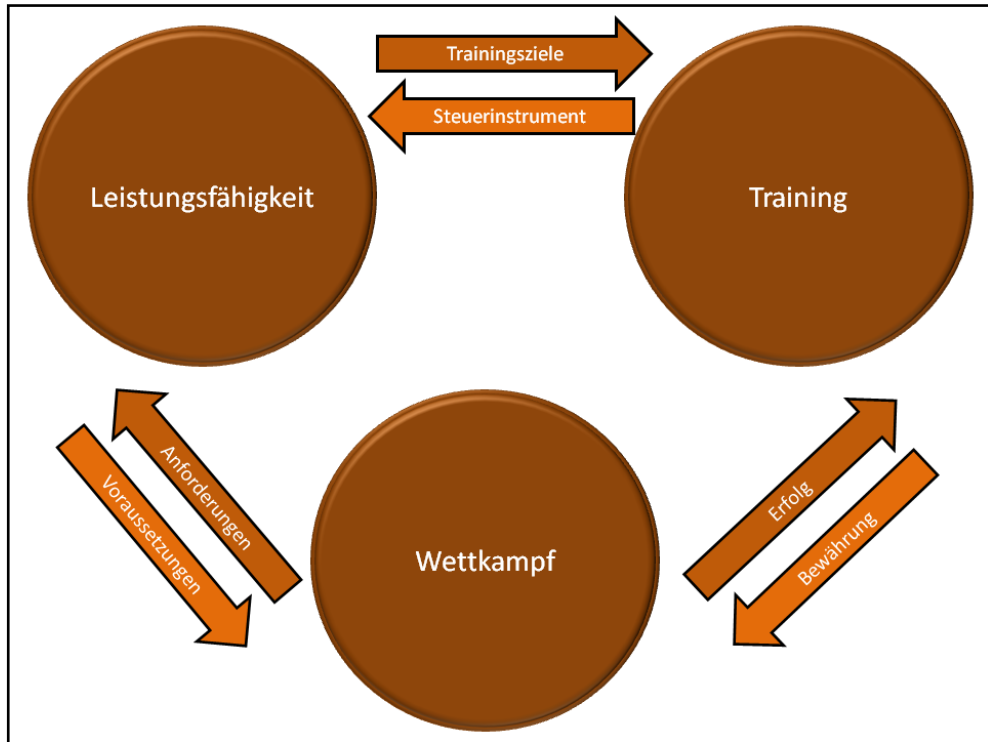 Trainingsziele
Steuerinstrument
Leistungsfähigkeit
Training
Anforderungen
Voraussetzungen
Wettkampf
Erfolg
Bewährung